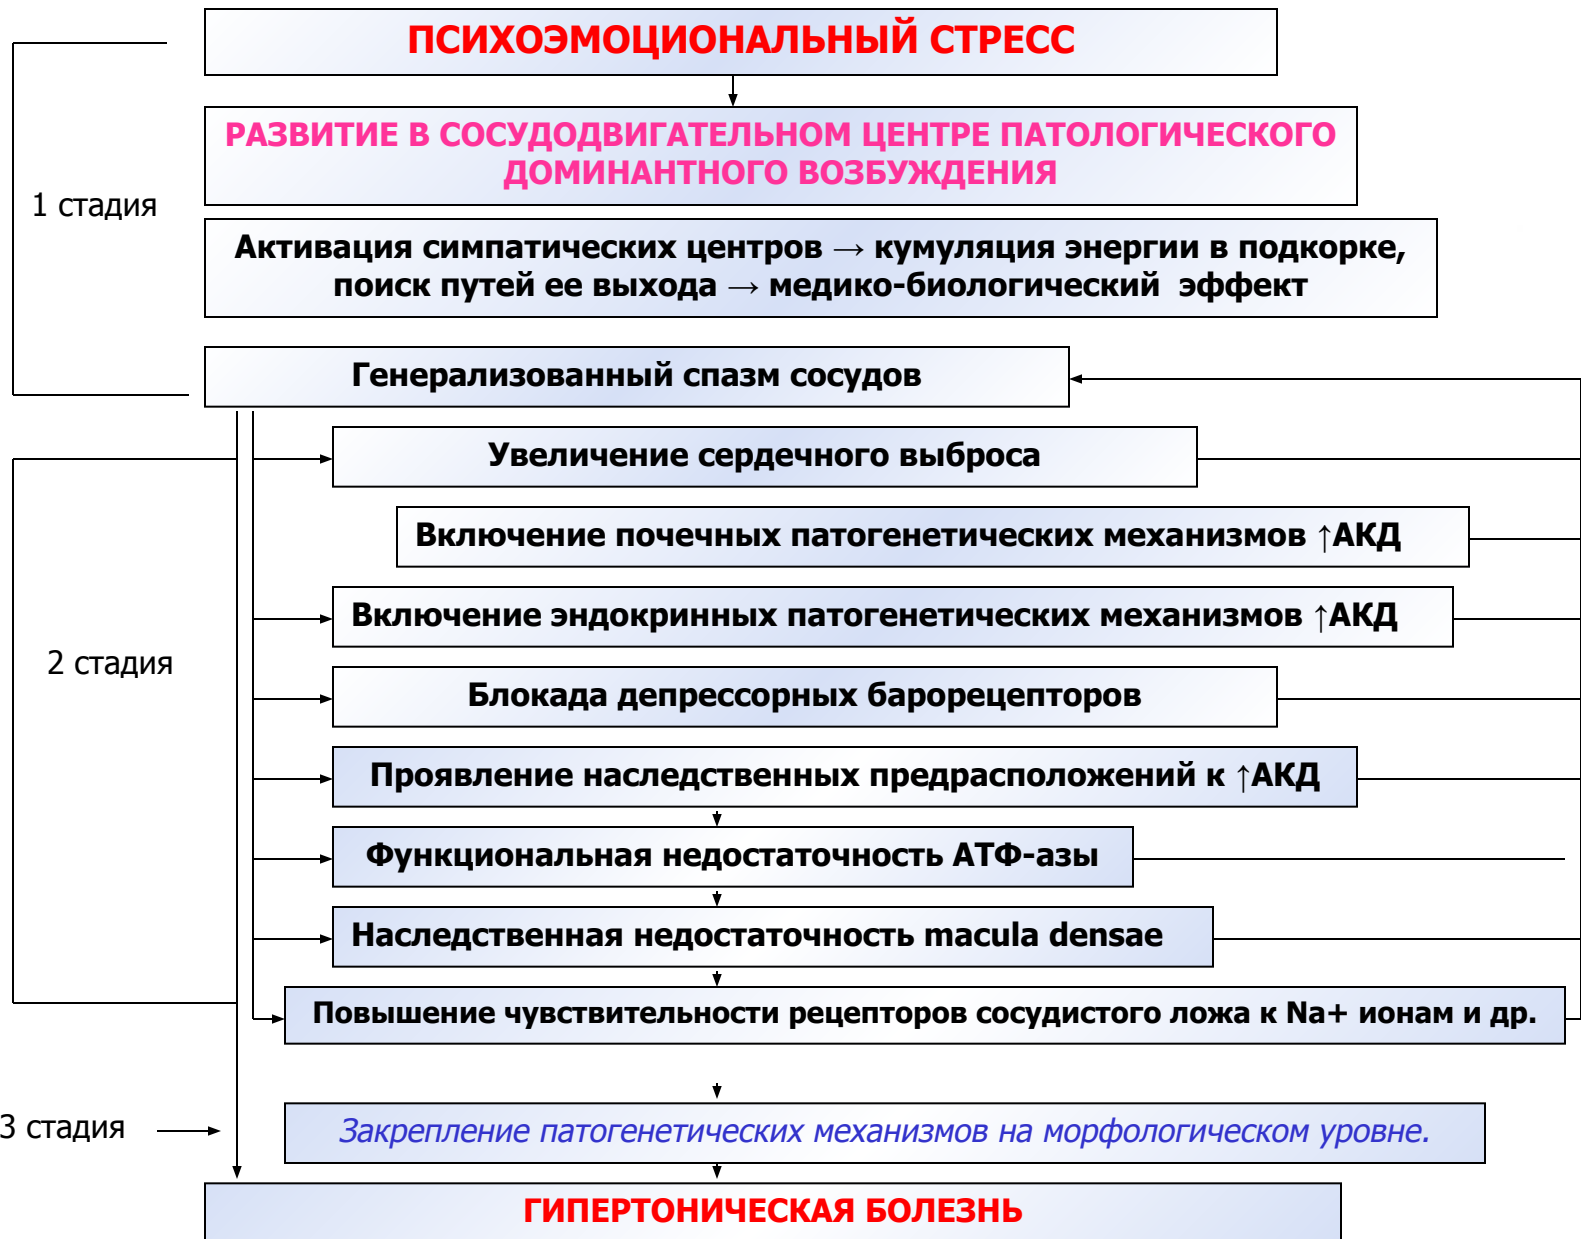 ПСИХОЭМОЦИОНАЛЬНЫЙ СТРЕСС
РАЗВИТИЕ В СОСУДОДВИГАТЕЛЬНОМ ЦЕНТРЕ ПАТОЛОГИЧЕСКОГО
ДОМИНАНТНОГО ВОЗБУЖДЕНИЯ
1 стадия
Активация симпатических центров → кумуляция энергии в подкорке,
поиск путей ее выхода → медико-биологический эффект
Генерализованный спазм сосудов
Увеличение сердечного выброса
Включение почечных патогенетических механизмов ↑АКД
Включение эндокринных патогенетических механизмов ↑АКД
2 стадия
Блокада депрессорных барорецепторов
Проявление наследственных предрасположений к ↑АКД
Функциональная недостаточность АТФ-азы
Наследственная недостаточность macula densae
Повышение чувствительности рецепторов сосудистого ложа к Na+ ионам и др.
3 стадия
Закрепление патогенетических механизмов на морфологическом уровне.
ГИПЕРТОНИЧЕСКАЯ БОЛЕЗНЬ